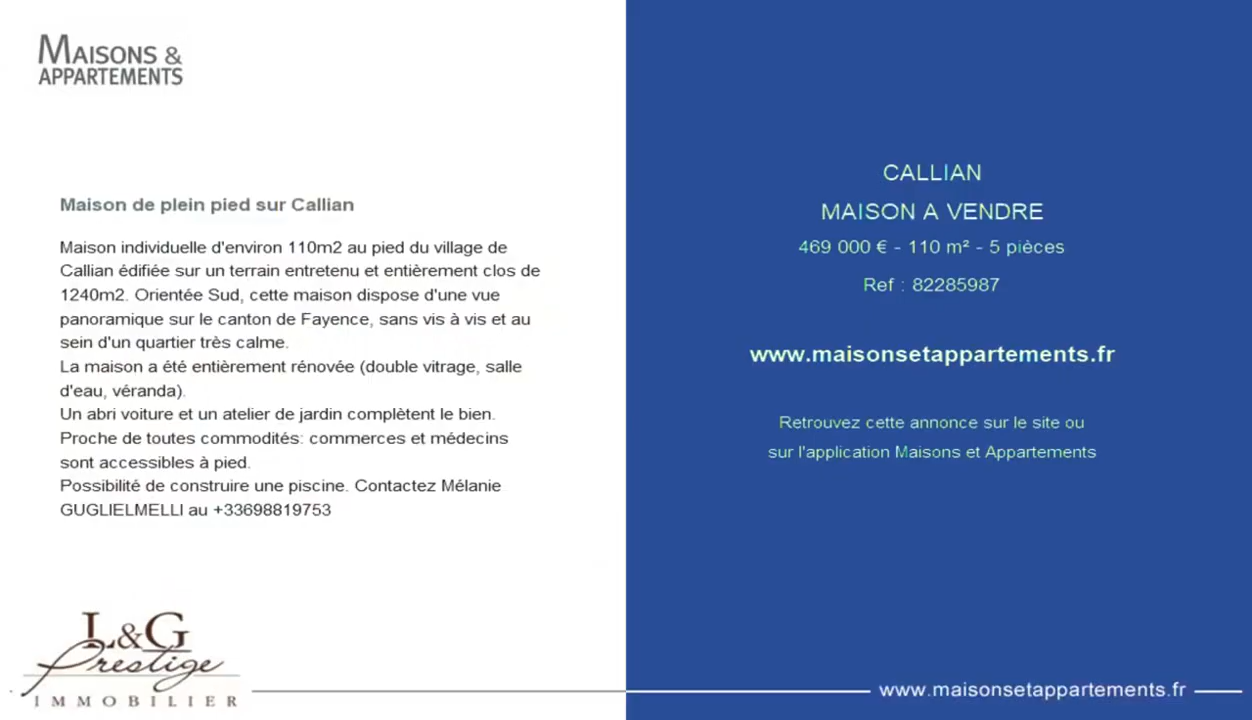 MAISONS &
APPARTEMENTS
Maison de plein pied sur Callian
Maison individuelle d'environ 110m2 au pied du village de
Callian édifiée sur un terrain entretenu et entièrement clos de
1240m2. Orientée Sud, cette maison dispose d'une vue
panoramique sur le canton de Fayence, sans vis à vis et au
sein d'un quartier très calme.
La maison a été entièrement rénovée (double vitrage, salle
d'eau, véranda).
Un abri voiture et un atelier de jardin complètent le bien.
Proche de toutes commodités: commerces et médecins
sont accessibles à pied.
Possibilité de construire une piscine. Contactez Mélanie
GUGLIELMELLI au +33698819753
L&G
Prestige
IMMOBILIER
CALLIAN
MAISON A VENDRE
469 000 € - 110 m² - 5 pièces
Ref : 82285987
www.maisonsetappartements.fr
Retrouvez cette annonce sur le site ou
sur l'application Maisons et Appartements
www.maisonsetappartements.fr